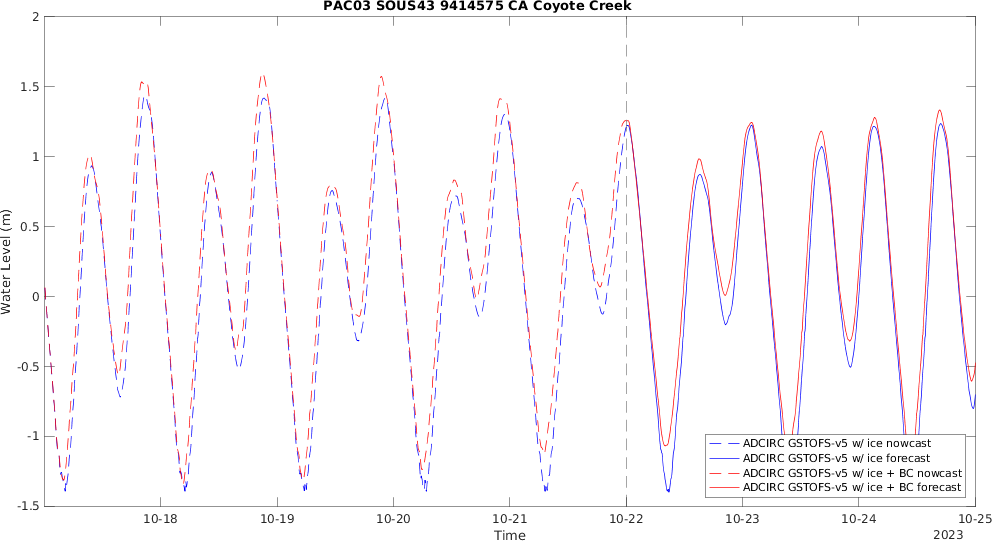 PAC03 SOUS43 9414575 CA Coyote Creek
2
1.5
1
0.5
0
-0.5
-1
-1.5
Water Level (m)
10-18
10-19
10-20
10-21
10-22
10-23
10-24
10-25
Time
2023
ADCIRC GSTOFS-v5 w/ ice nowcast
ADCIRC GSTOFS-v5 w/ ice forecast
ADCIRC GSTOFS-v5 w/ ice + BC nowcast
ADCIRC GSTOFS-v5 w/ ice + BC forecast